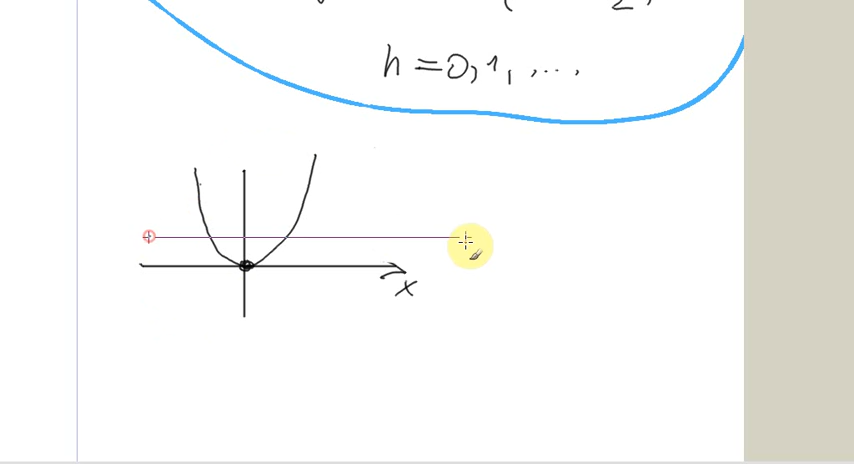 h = 0, 1, , ... ,
x